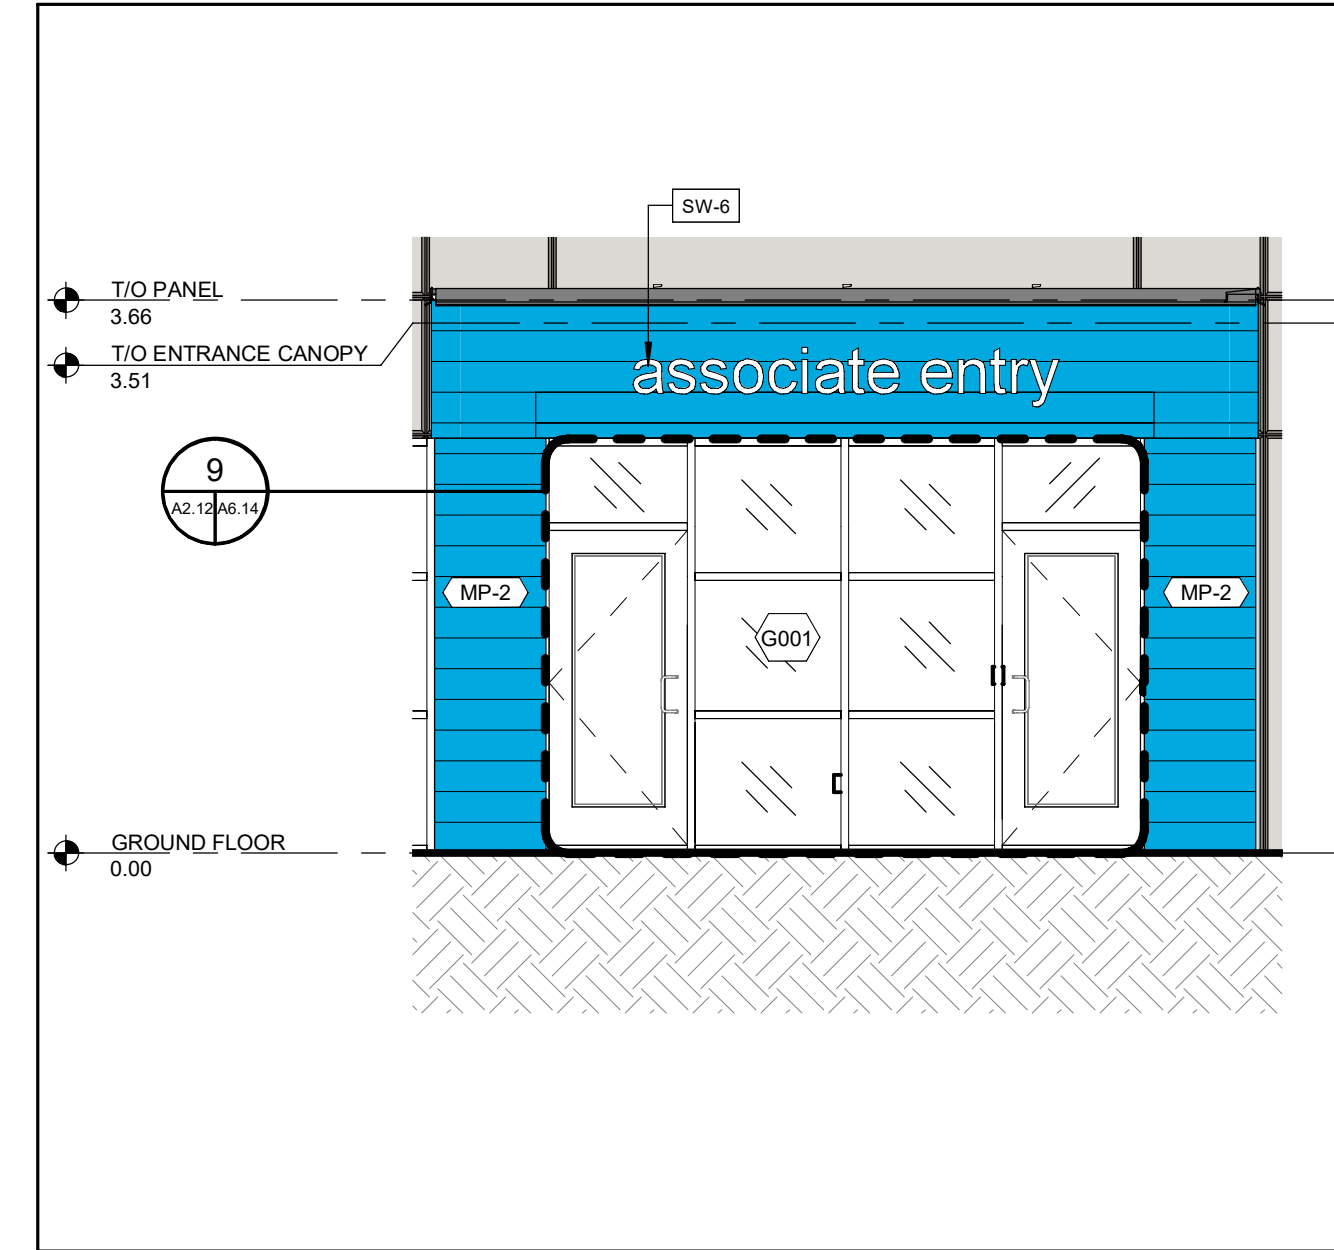 SW-6
T/O PANEL
3.66
T/O ENTRANCE CANOPY
3.51
associate entry
9
A2.12 A6.14
MP-2
MP-2
G001
GROUND FLOOR
0.00